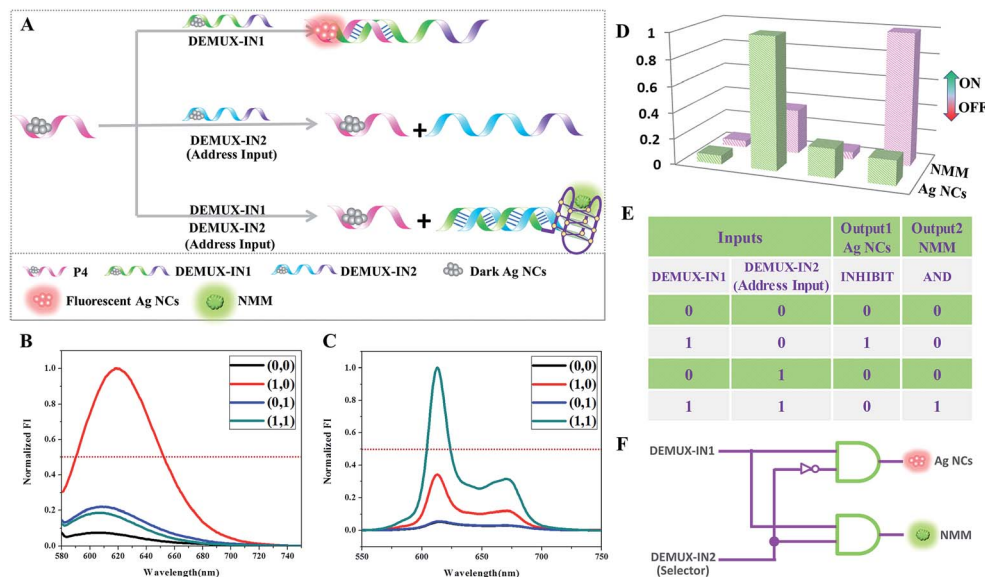 A
DEMUX-IN1
DEMUX-IN2
(Address Input)
+
DEMUX-IN1
DEMUX-IN2
(Address Input)
+
P4
DEMUX-IN1
DEMUX-IN2
Dark Ag NCs
Fluorescent Ag NCs
NMM
B
Normalized FI
1.0
0.8
0.6
0.4
0.2
0.0
(0,0)
(1,0)
(0,1)
(1,1)
580 600 620 640 660 680 700 720 740
Wavelength(nm)
C
Normalized FI
1.0
0.8
0.6
0.4
0.2
0.0
(0,0)
(1,0)
(0,1)
(1,1)
550 600 650 700 750
Wavelength(nm)
D
1
0.8
0.6
0.4
0.2
0
ON
OFF
NMM
Ag NCs
E
Inputs
Output1
Ag NCs
Output2
NMM
DEMUX-IN1
DEMUX-IN2
(Address Input)
INHIBIT
AND
0 0 0 0
1 0 1 0
0 1 0 0
1 1 0 1
F
DEMUX-IN1
Ag NCs
NMM
DEMUX-IN2
(Selector)